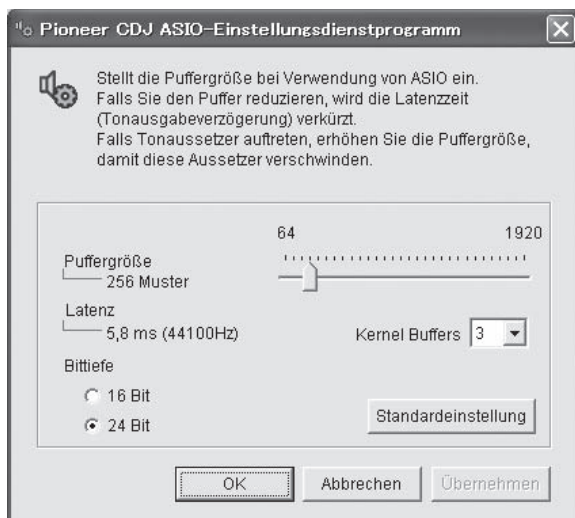 Pioneer CDJ ASIO-Einstellungsdienstprogramm
Stellt die Puffergröße bei Verwendung von ASIO ein.
Falls Sie den Puffer reduzieren, wird die Latenzzeit
(Tonausgabeverzögerung) verkürzt.
Falls Tonaussetzer auftreten, erhöhen Sie die Puffergröße,
damit diese Aussetzer verschwinden.
64 1920
Puffergröße
256 Muster
Latenz
5,8 ms (44100Hz)
Kernel Buffers 3
Bittiefe
16 Bit
24 Bit
Standardeinstellung
OK Abbrechen Übernehmen